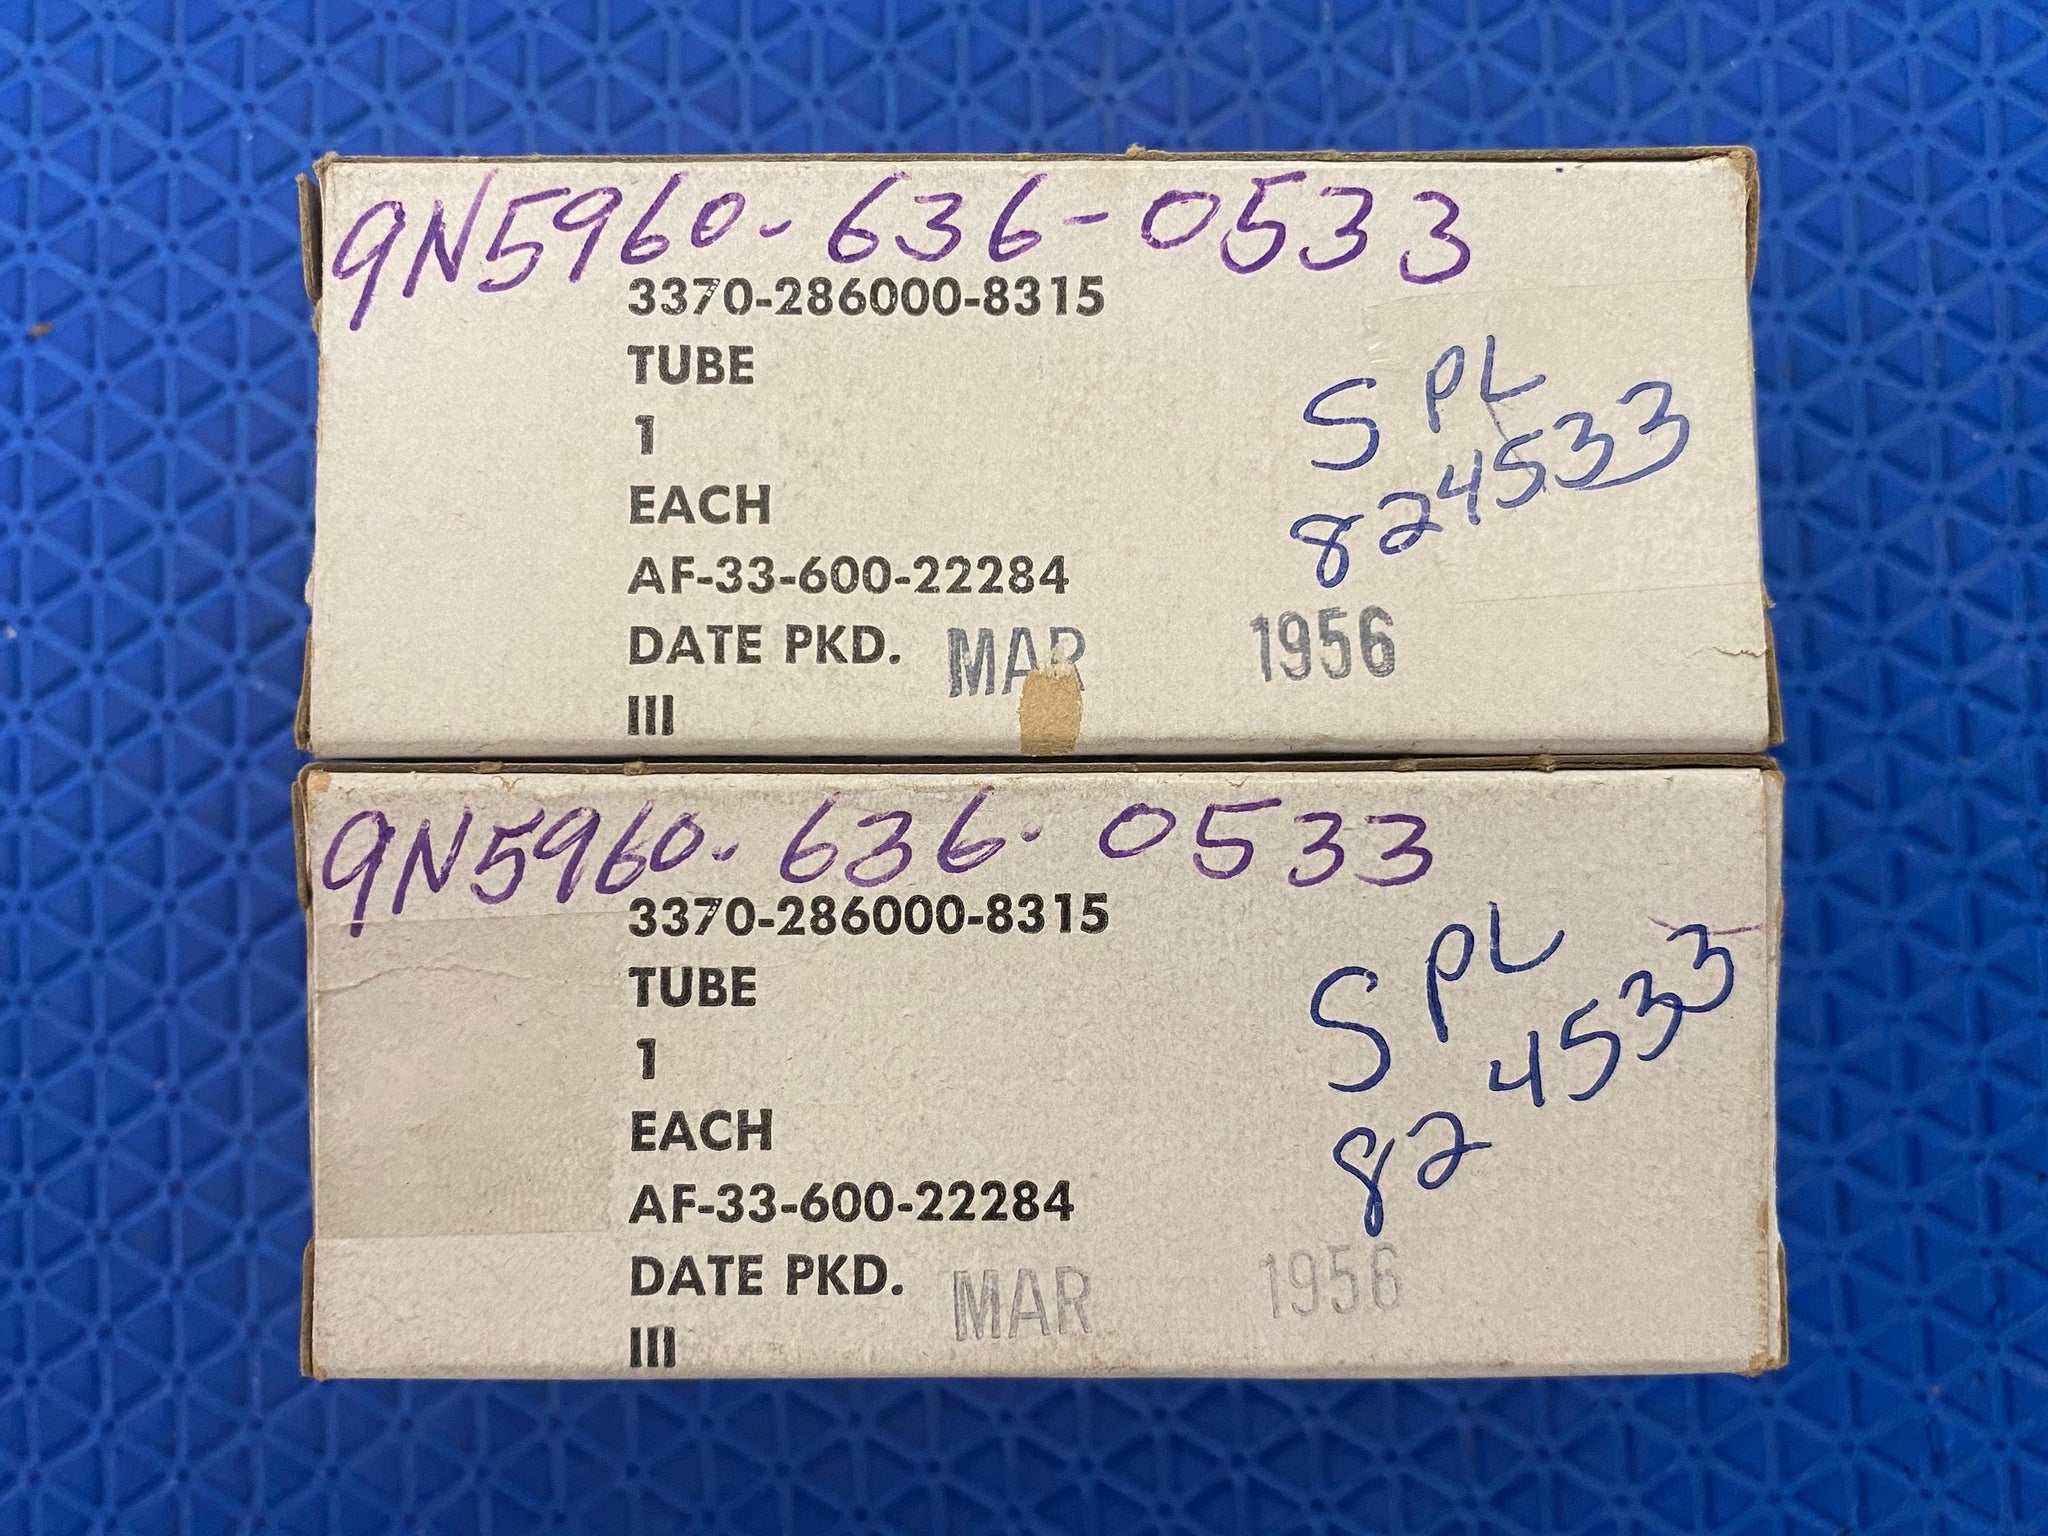 9N5960-636-0533
3370-286000-8315
TUBE
1
EACH
AF-33-600-22284
DATE PKD. MAR 1956
III
SPL
824533
9N5960-636-0533
3370-286000-8315
TUBE
1
EACH
AF-33-600-22284
DATE PKD. MAR 1956
III
SPL
824533